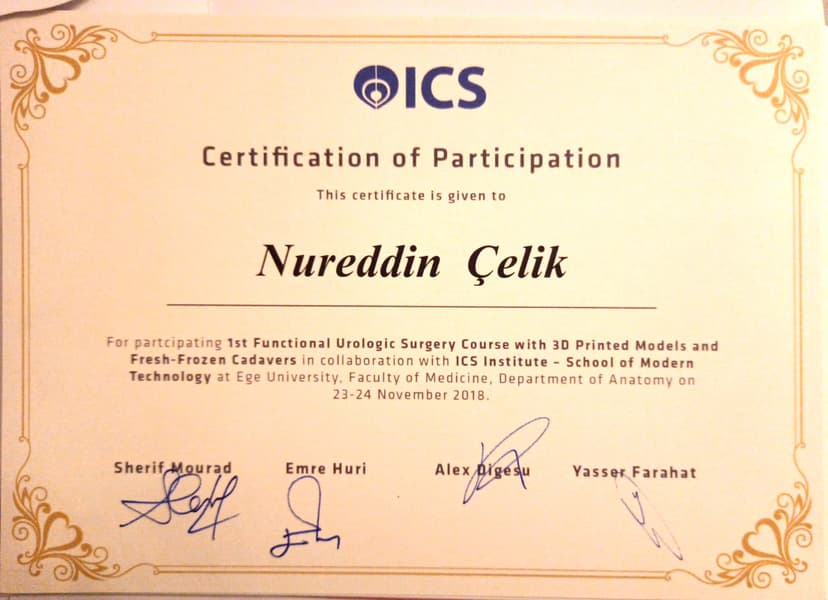 ICS
Certification of Participation
This certificate is given to
Nureddin Çelik
For partcipating 1st Functional Urologic Surgery Course with 3D Printed Models and
Fresh-Frozen Cadavers in collaboration with ICS Institute - School of Modern
Technology at Ege University, Faculty of Medicine, Department of Anatomy on
23-24 November 2018.
Sherif Mourad Emre Huri Alex Digesu Yasser Farahat